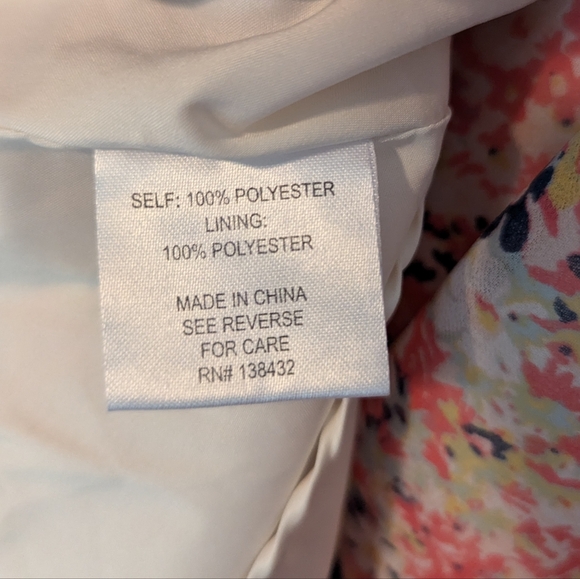 SELF: 100% POLYESTER
LINING:
100% POLYESTER
MADE IN CHINA
SEE REVERSE
FOR CARE
RN# 138432